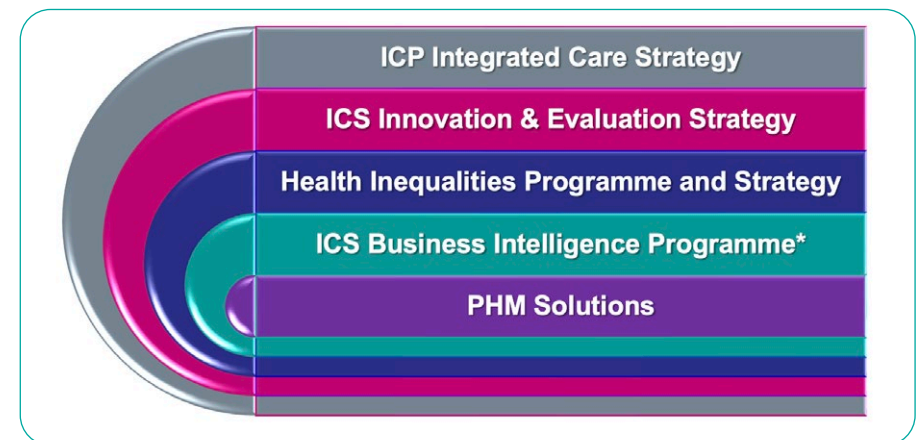 ICP Integrated Care Strategy
ICS Innovation & Evaluation Strategy
Health Inequalities Programme and Strategy
ICS Business Intelligence Programme*
PHM Solutions